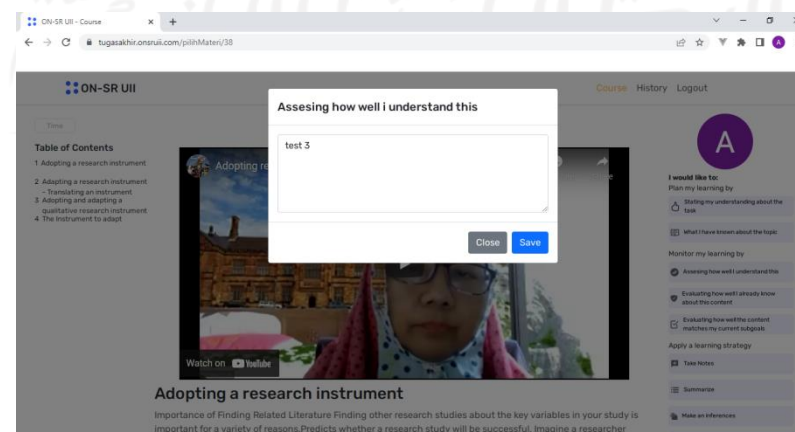 ON-SR UII - Course
tugasakhir.onsruii.com/pilihMateri/38
A
ON-SR UII
Course History Logout
Assesing how well i understand this
test 3
Close Save
Time
Table of Contents
1 Adopting a research instrument
2 Adapting a research instrument
- Translating an instrument
3 Adopting and adapting a
qualitative research instrument
4 The Instrument to adapt
Adopting re
Watch on YouTube
A
I would like to:
Plan my learning by
Stating my understanding about the
task
What I have known about the topic
Monitor my learning by
Assesing how well i understand this
Evaluating how well I already know
about this content
Evaluating how well the content
matches my current subgoals
Apply a learning strategy
Take Notes
Summarize
Make an inferences
Adopting a research instrument
Importance of Finding Related Literature Finding other research studies about the key variables in your study is
important for a variety of reasons.Predicts whether a research study will be successful. Imagine a researcher